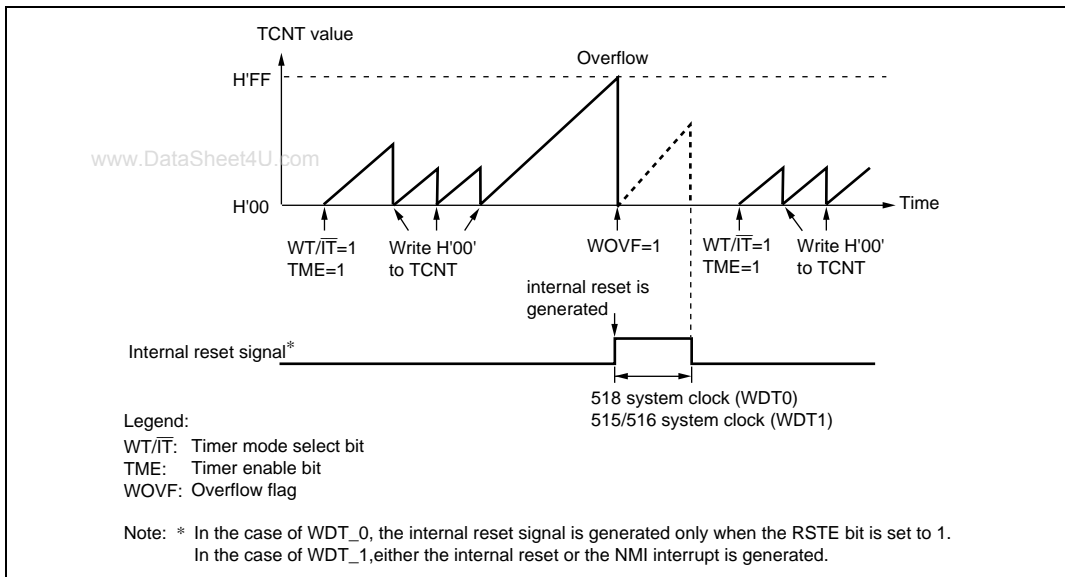 TCNT value
Overflow
H'FF
www.DataSheet4U.com
H'00
Time
WT/IT=1
TME=1
Write H'00'
to TCNT
WOVF=1
WT/IT=1
TME=1
Write H'00'
to TCNT
internal reset is
generated
Internal reset signal*
518 system clock (WDT0)
515/516 system clock (WDT1)
Legend:
WT/IT: Timer mode select bit
TME: Timer enable bit
WOVF: Overflow flag
Note: * In the case of WDT_0, the internal reset signal is generated only when the RSTE bit is set to 1.
In the case of WDT_1,either the internal reset or the NMI interrupt is generated.